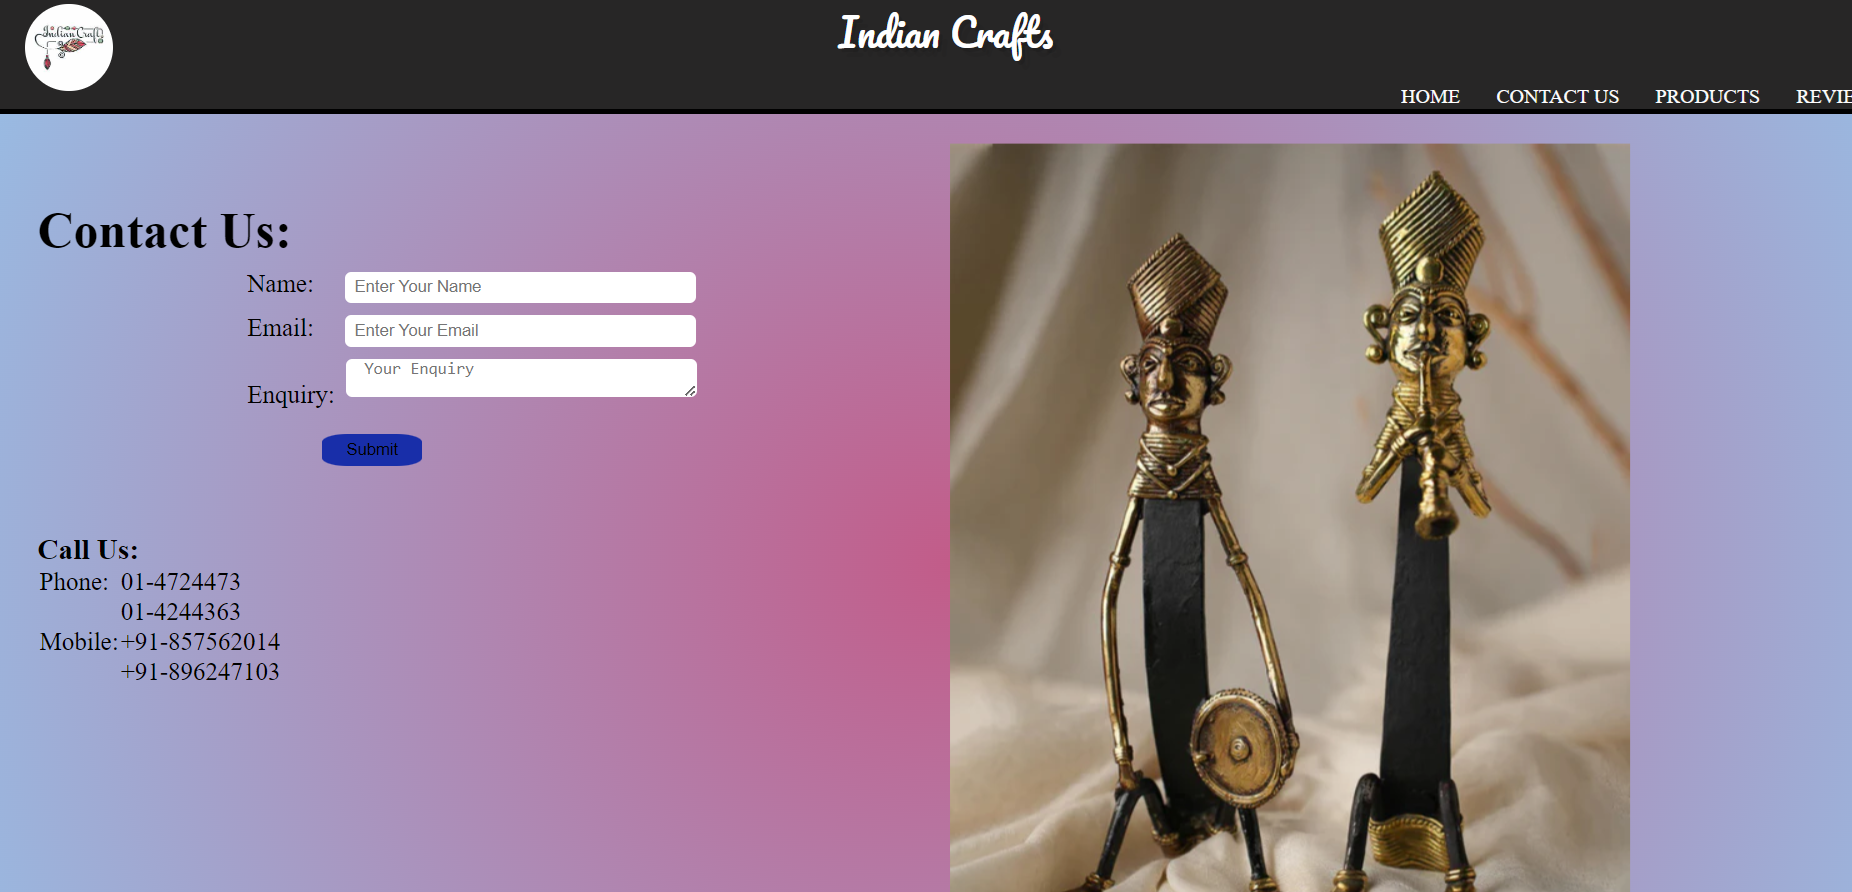 Indian Crafts
Indian Crafts
HOME CONTACT US PRODUCTS REVIE
Contact Us:
Name: Enter Your Name
Email: Enter Your Email
Enquiry: Your Enquiry
Submit
Call Us:
Phone: 01-4724473
01-4244363
Mobile: +91-857562014
+91-896247103